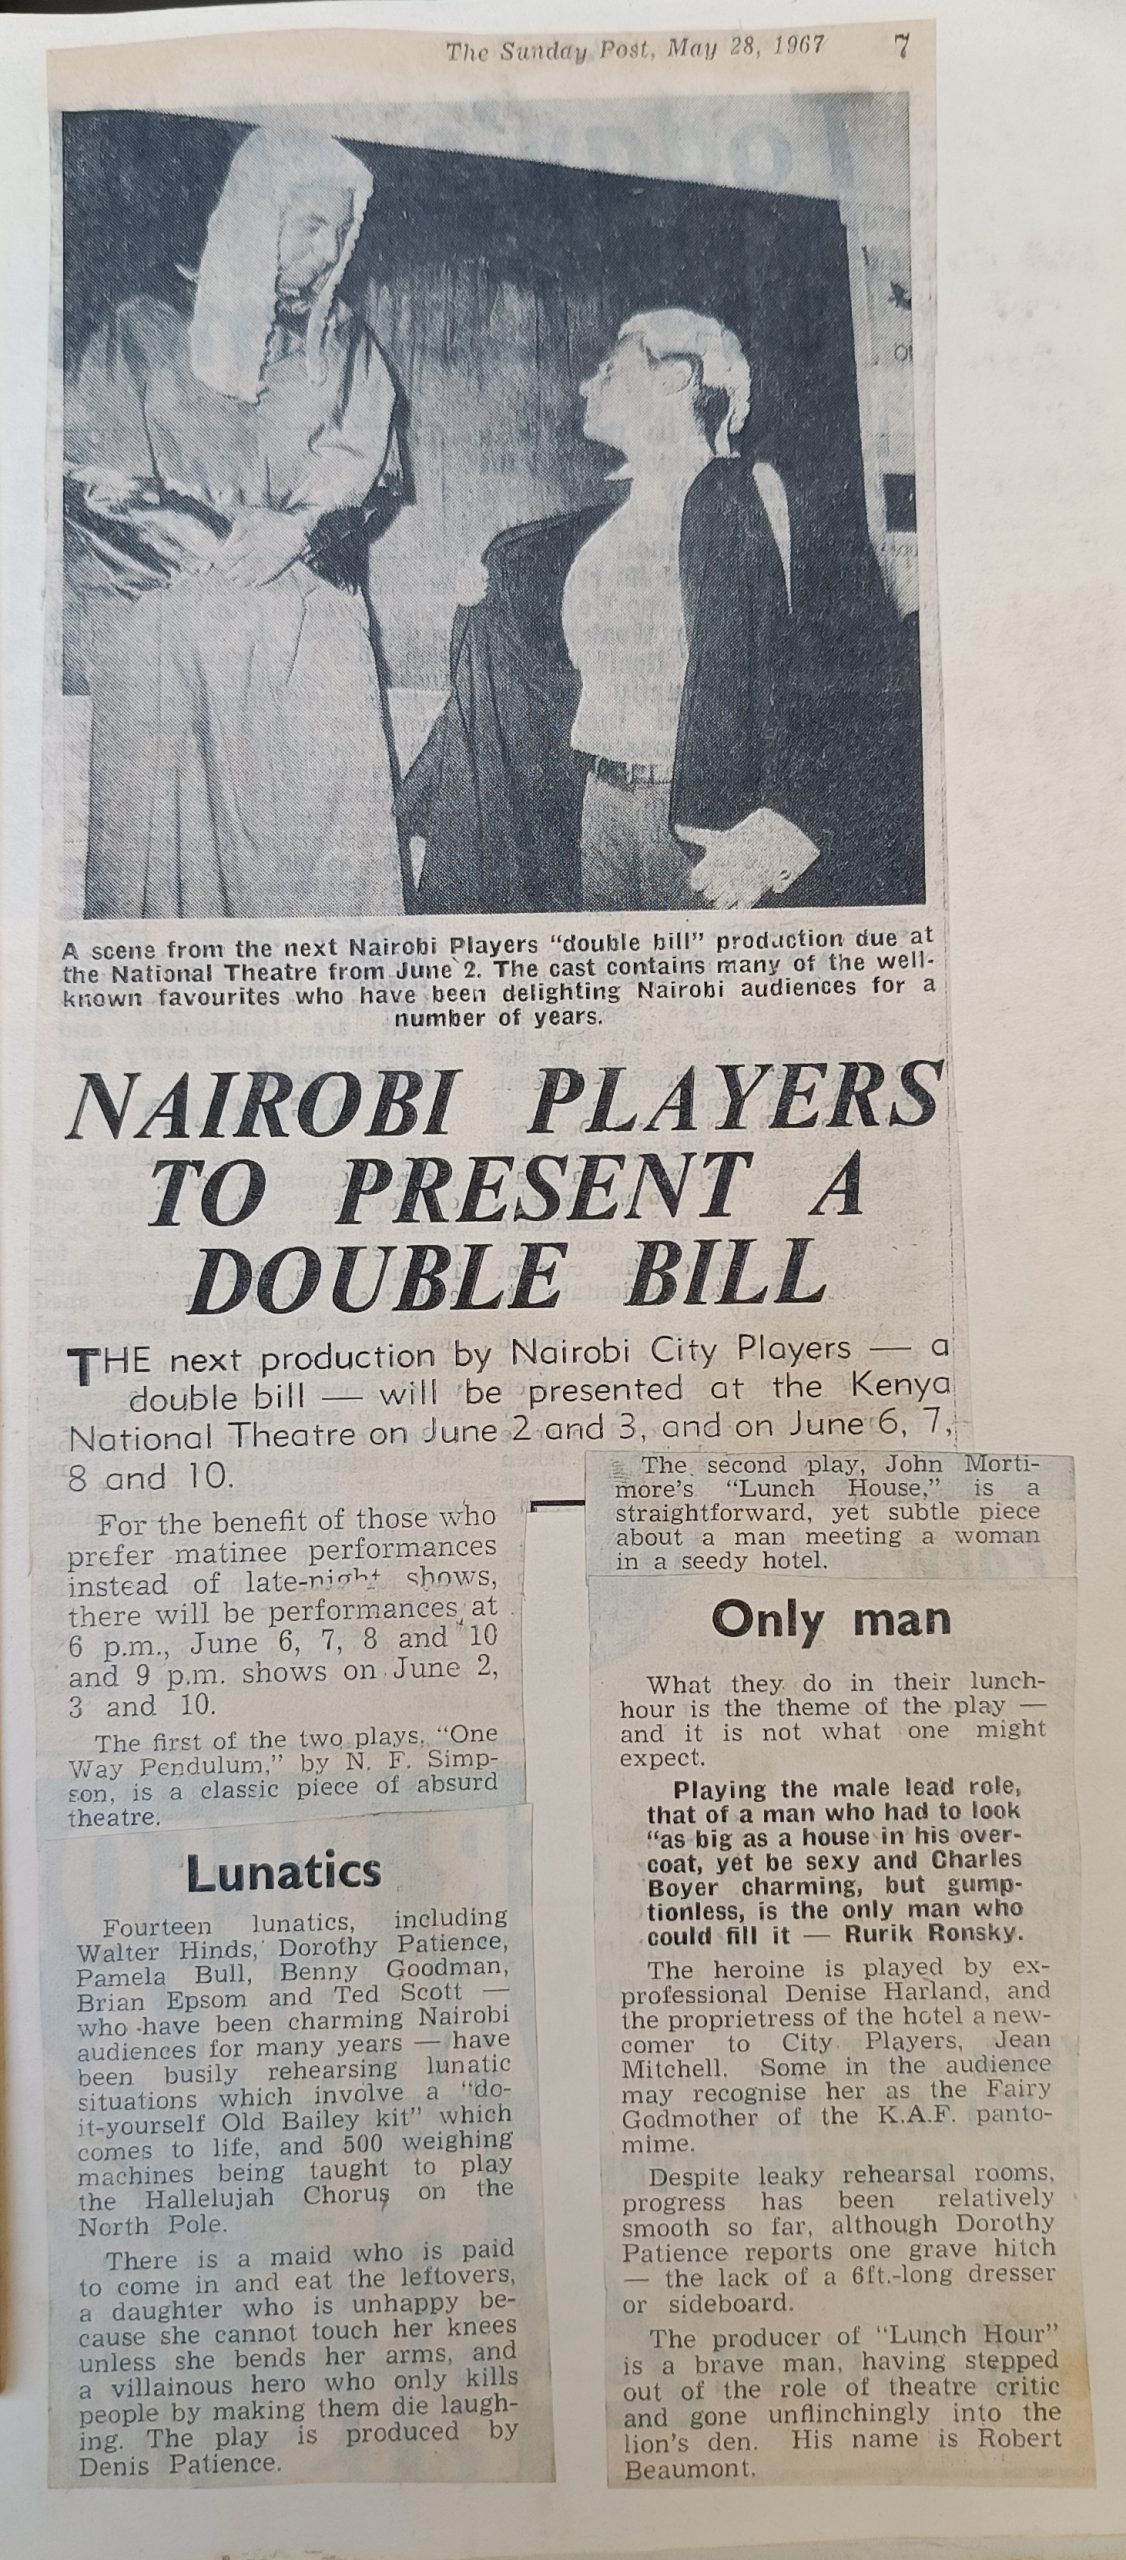 The Sunday Post, May 28, 1967 7
A scene from the next Nairobi Players "double bill" production due at
the National Theatre from June 2. The cast contains many of the well-
known favourites who have been delighting Nairobi audiences for a
number of years.
NAIROBI PLAYERS
TO PRESENT A
DOUBLE BILL
THE next production by Nairobi City Players — a
double bill — will be presented at the Kenya
National Theatre on June 2 and 3, and on June 6, 7,
8 and 10.
For the benefit of those who
prefer matinee performances
instead of late-night shows,
there will be performances at
6 p.m., June 6, 7, 8 and 10
and 9 p.m. shows on June 2,
3 and 10.
The first of the two plays, "One
Way Pendulum," by N. F. Simp-
son, is a classic piece of absurd
theatre.
Lunatics
Fourteen lunatics, including
Walter Hinds, Dorothy Patience,
Pamela Bull, Benny Goodman,
Brian Epsom and Ted Scott —
who have been charming Nairobi
audiences for many years — have
been busily rehearsing lunatic
situations which involve a "do-
it-yourself Old Bailey kit" which
comes to life, and 500 weighing
machines being taught to play
the Hallelujah Chorus on the
North Pole.
There is a maid who is paid
to come in and eat the leftovers,
a daughter who is unhappy be-
cause she cannot touch her knees
unless she bends her arms, and
a villainous hero who only kills
people by making them die laugh-
ing. The play is produced by
Denis Patience.
The second play, John Morti-
more's "Lunch House," is a
straightforward, yet subtle piece
about a man meeting a woman
in a seedy hotel.
Only man
What they do in their lunch-
hour is the theme of the play —
and it is not what one might
expect.
Playing the male lead role,
that of a man who had to look
"as big as a house in his over-
coat, yet be sexy and Charles
Boyer charming, but gump-
tionless, is the only man who
could fill it — Rurik Ronsky.
The heroine is played by ex-
professional Denise Harland, and
the proprietress of the hotel a new-
comer to City Players, Jean
Mitchell. Some in the audience
may recognise her as the Fairy
Godmother of the K.A.F. panto-
mime.
Despite leaky rehearsal rooms,
progress has been relatively
smooth so far, although Dorothy
Patience reports one grave hitch
— the lack of a 6ft.-long dresser
or sideboard.
The producer of "Lunch Hour"
is a brave man, having stepped
out of the role of theatre critic
and gone unflinchingly into the
lion's den. His name is Robert
Beaumont.